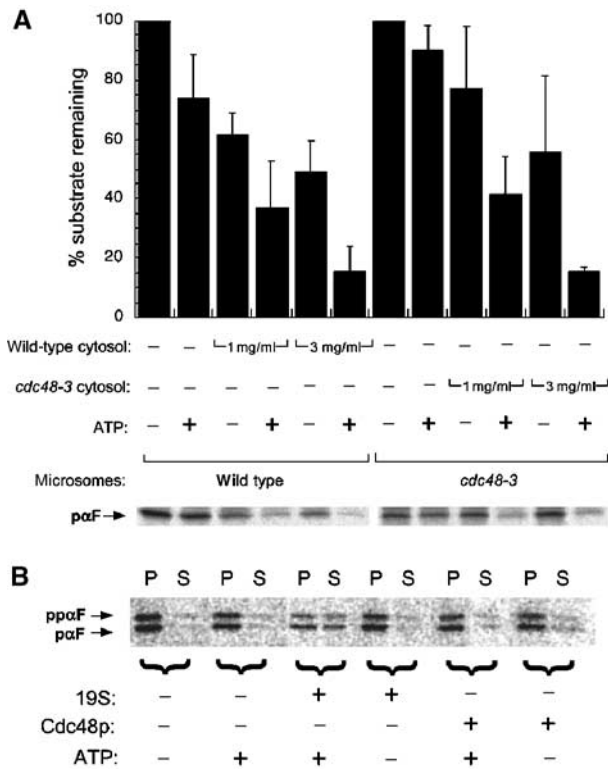 A
100
80
60
40
20
0
% substrate remaining
Wild-type cytosol: – – 1 mg/ml 3 mg/ml – – – – – –
cdc48-3 cytosol: – – – – – – – – 1 mg/ml 3 mg/ml
ATP: – + – + – + – + – + – +
Microsomes: Wild type cdc48-3
pαF
B
P S P S P S P S P S P S
ppαF
pαF
19S: – – + + – –
Cdc48p: – – – – + +
ATP: – + + – + –